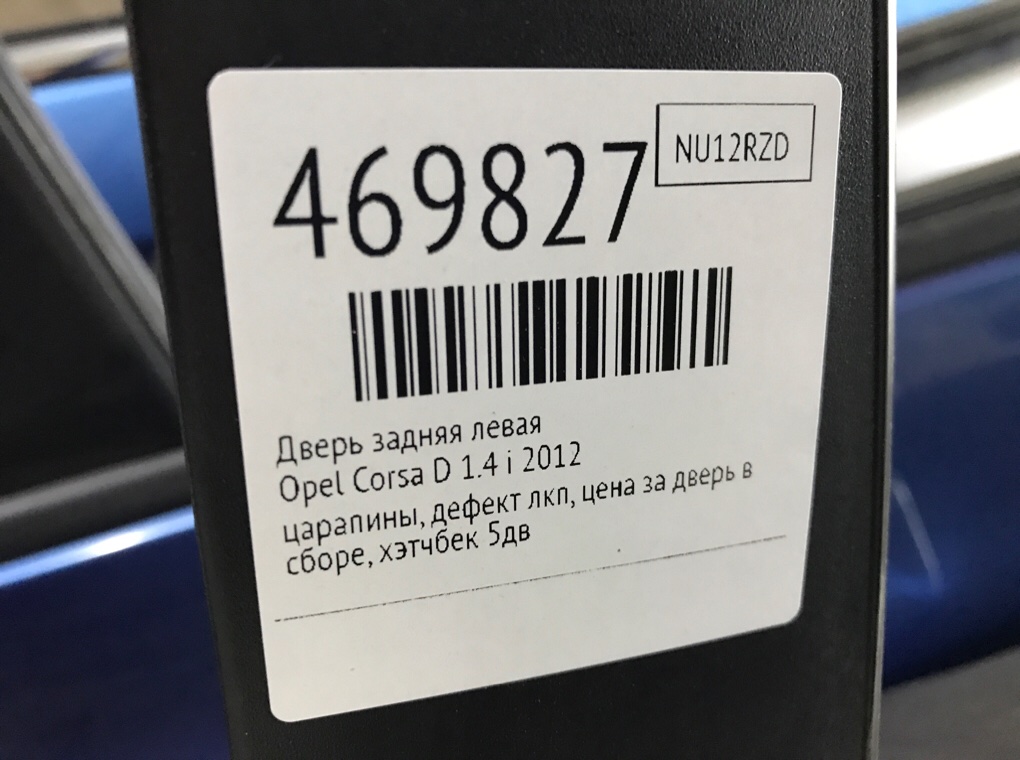 469827
NU12RZD
Дверь задняя левая
Opel Corsa D 1.4 i 2012
царапины, дефект лкп, цена за дверь в
сборе, хэтчбек 5дв